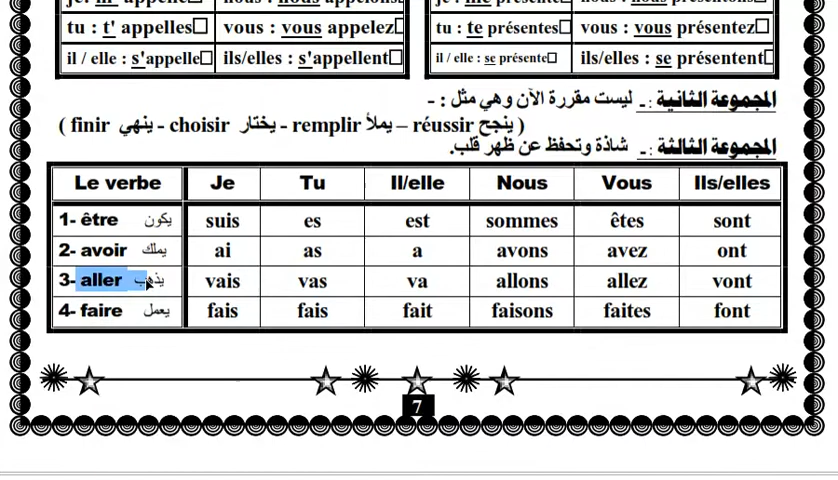 tu : t' appelles☐ vous : vous appelez☐ tu : te présentes☐ vous : vous présentez☐
il / elle : s'appelle☐ ils/elles : s'appellent☐ il / elle : se présente☐ ils/elles : se présentent☐
المجموعة الثانية :ـ ليست مقررة الآن وهي مثل : -
( finir ينهي - choisir يختار - remplir يملأ – réussir ينجح )
المجموعة الثالثة :ـ شاذة وتحفظ عن ظهر قلب.
Le verbe Je Tu Il/elle Nous Vous Ils/elles
1- être يكون suis es est sommes êtes sont
2- avoir يملك ai as a avons avez ont
3- aller يذهب vais vas va allons allez vont
4- faire يعمل fais fais fait faisons faites font
7